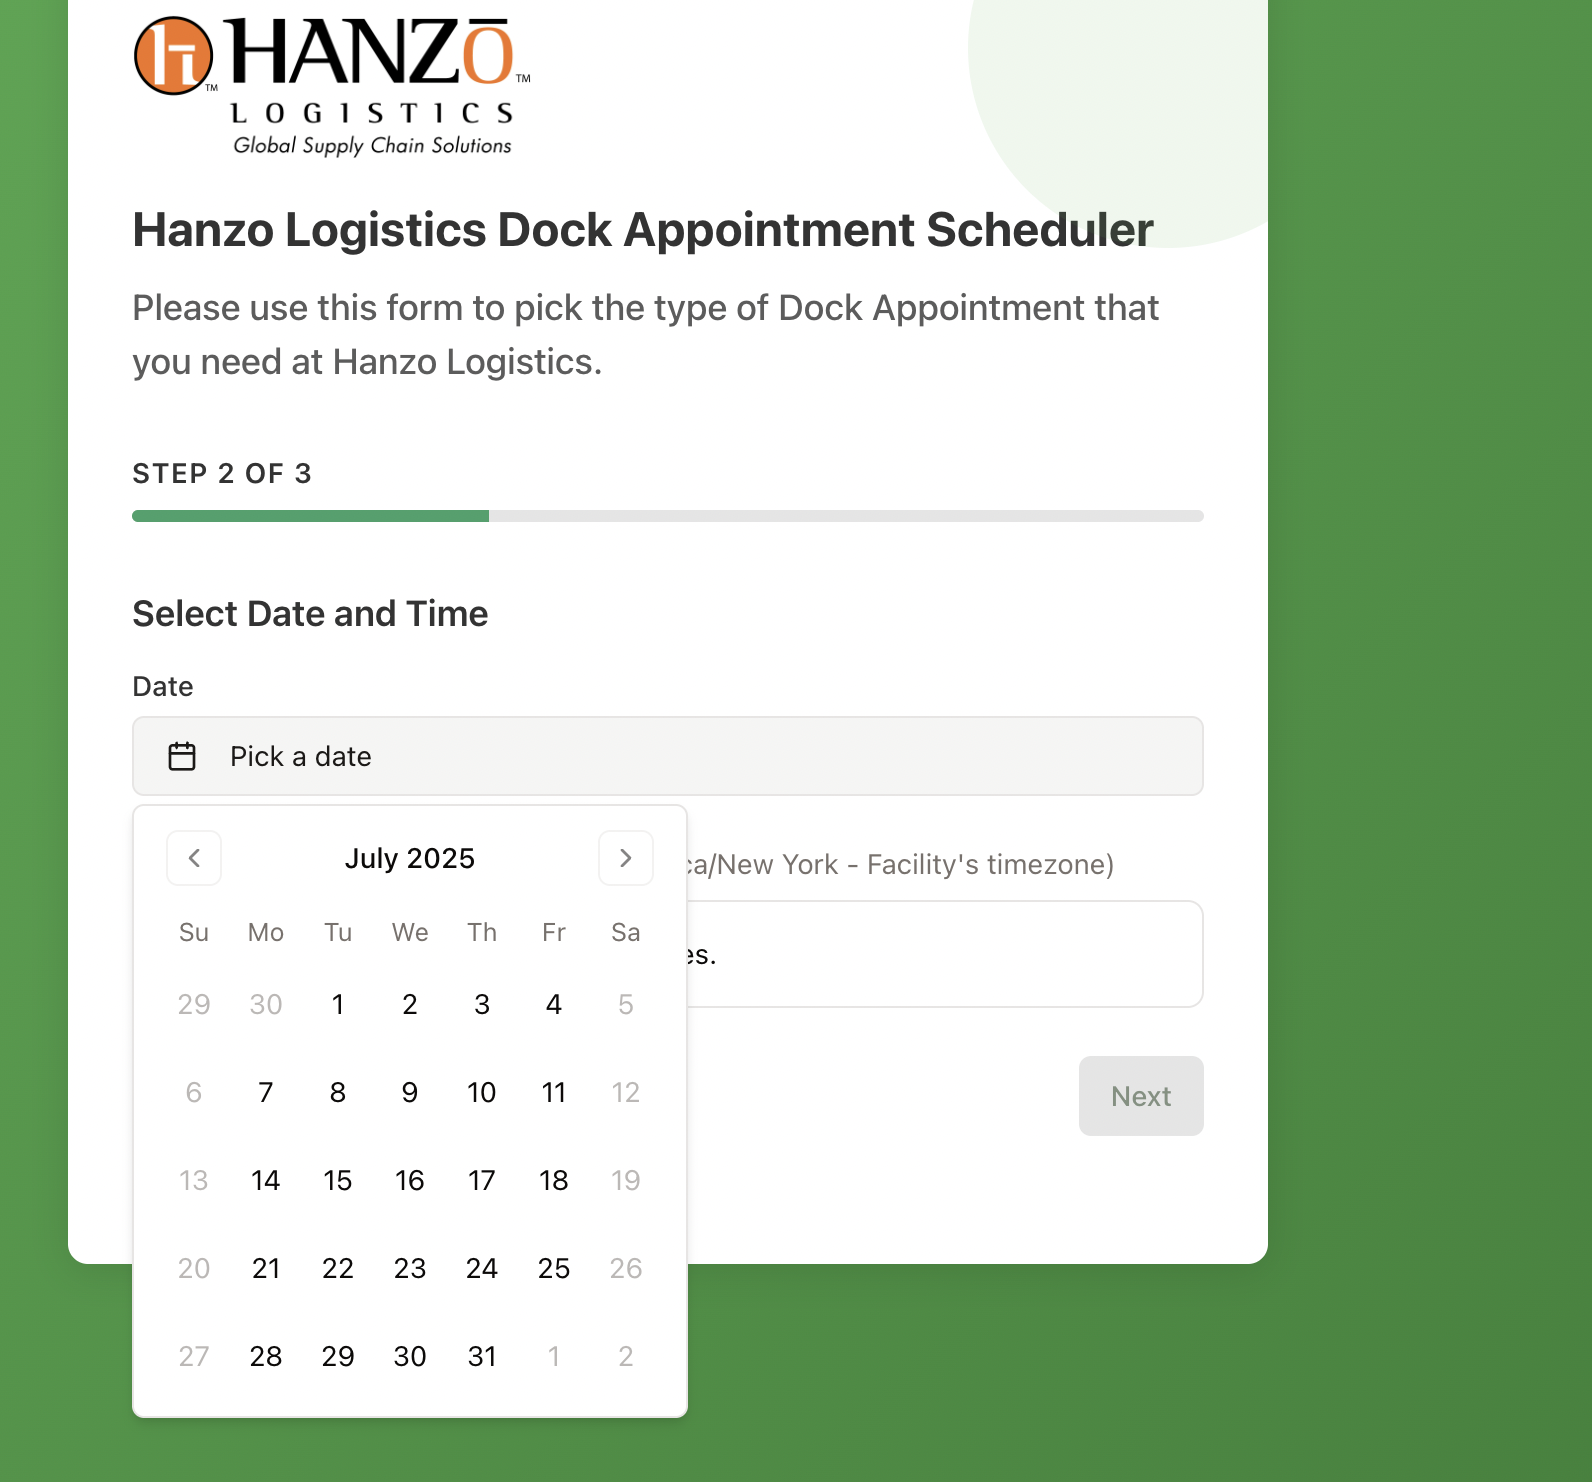 HANZŌ TM
TM
LOGISTICS
Global Supply Chain Solutions
Hanzo Logistics Dock Appointment Scheduler
Please use this form to pick the type of Dock Appointment that
you need at Hanzo Logistics.
STEP 2 OF 3
Select Date and Time
Date
Pick a date
July 2025
/New York - Facility's timezone)
Su Mo Tu We Th Fr Sa
29 30 1 2 3 4 5
6 7 8 9 10 11 12
13 14 15 16 17 18 19
20 21 22 23 24 25 26
27 28 29 30 31 1 2
Next